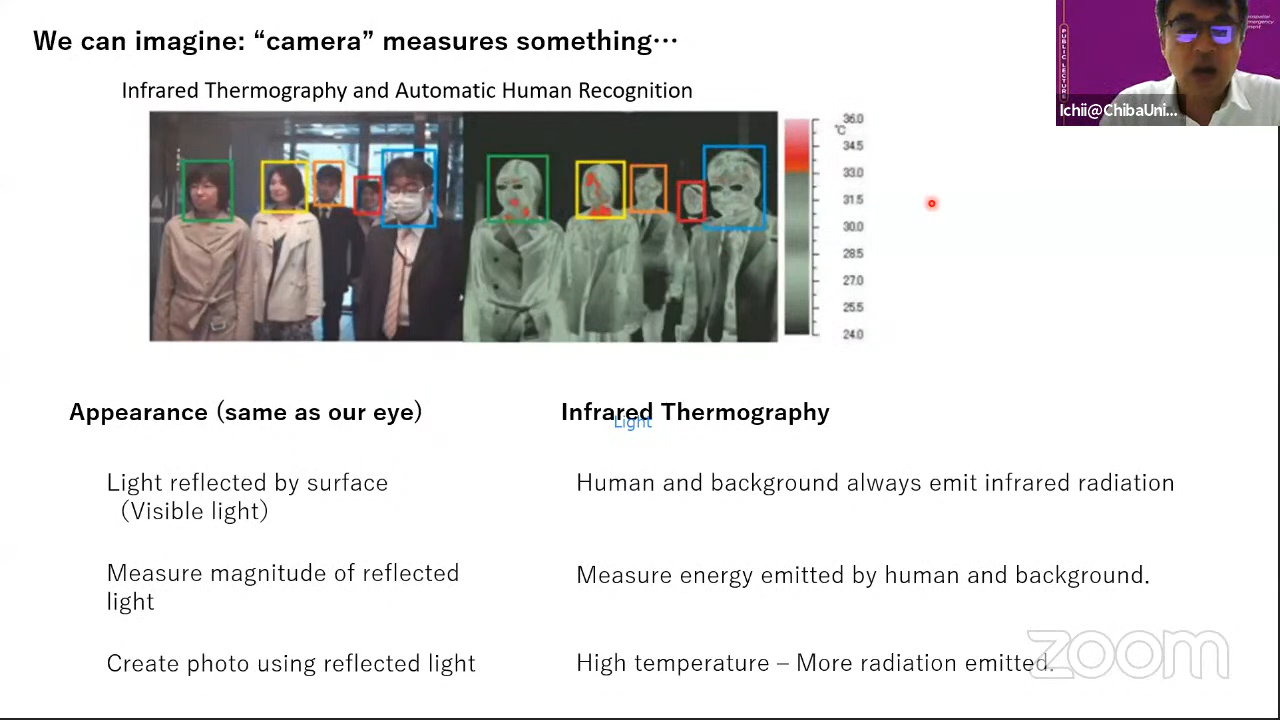 We can imagine: “camera” measures something…
Infrared Thermography and Automatic Human Recognition
36.0
℃
34.5
33.0
31.5
30.0
28.5
27.0
25.5
24.0
PUBLIC LECTURE
Ichii@ChibaUni...
Appearance (same as our eye)
Light reflected by surface
(Visible light)
Measure magnitude of reflected
light
Create photo using reflected light
Infrared Thermography
Light
Human and background always emit infrared radiation
Measure energy emitted by human and background.
High temperature – More radiation emitted.
zoom